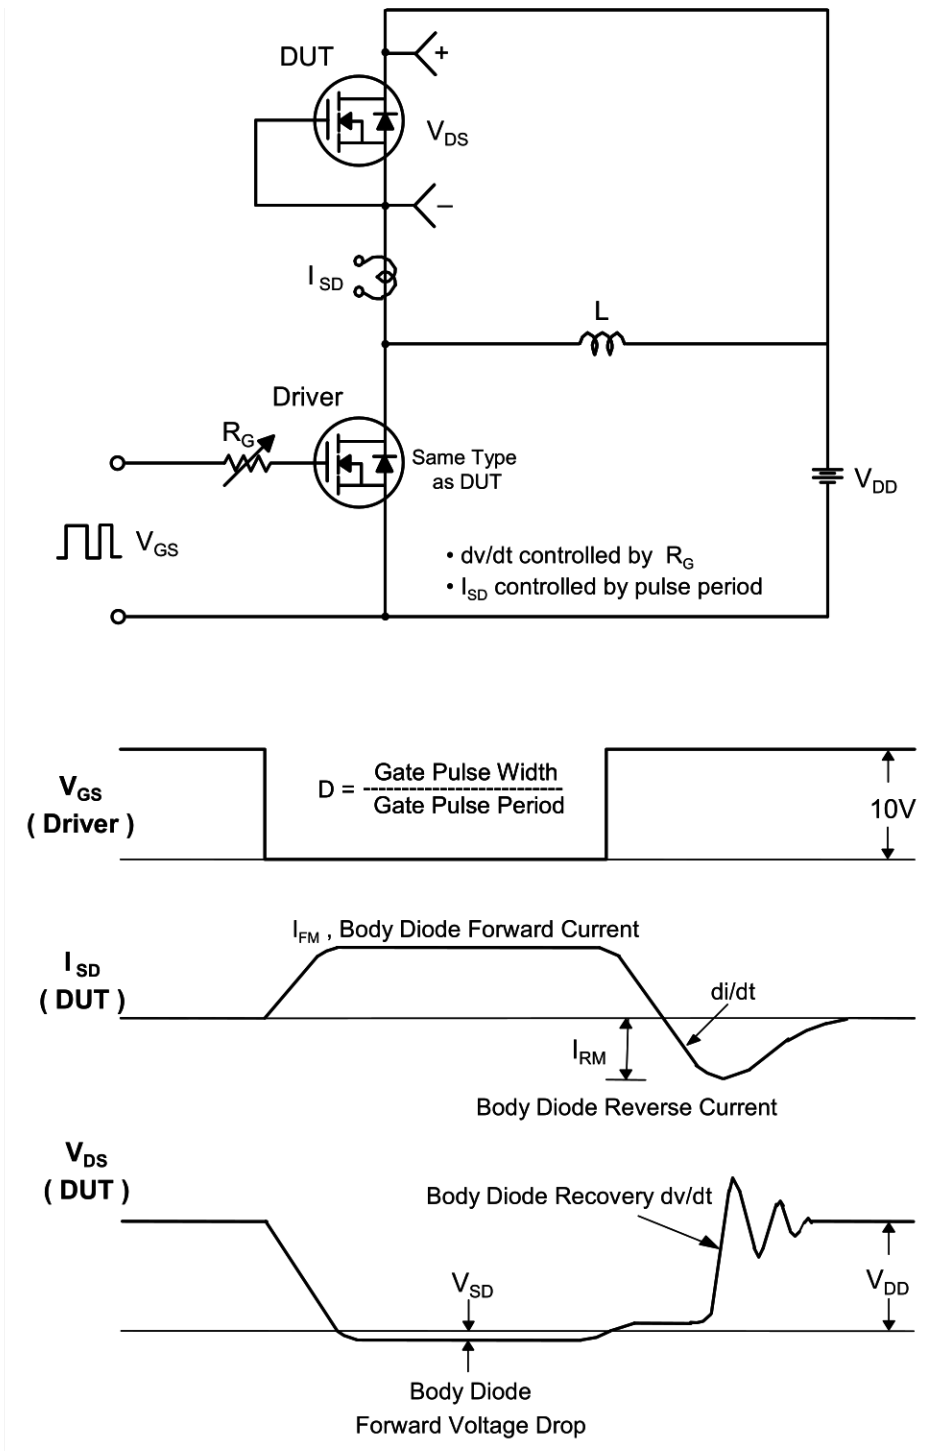 DUT
+
V_DS
–
I_SD
L
Driver
R_G
Same Type
as DUT
V_DD
V_GS
• dv/dt controlled by R_G
• I_SD controlled by pulse period
V_GS
( Driver )
D = Gate Pulse Width
Gate Pulse Period
10V
I_FM , Body Diode Forward Current
I_SD
( DUT )
di/dt
I_RM
Body Diode Reverse Current
V_DS
( DUT )
Body Diode Recovery dv/dt
V_SD
V_DD
Body Diode
Forward Voltage Drop